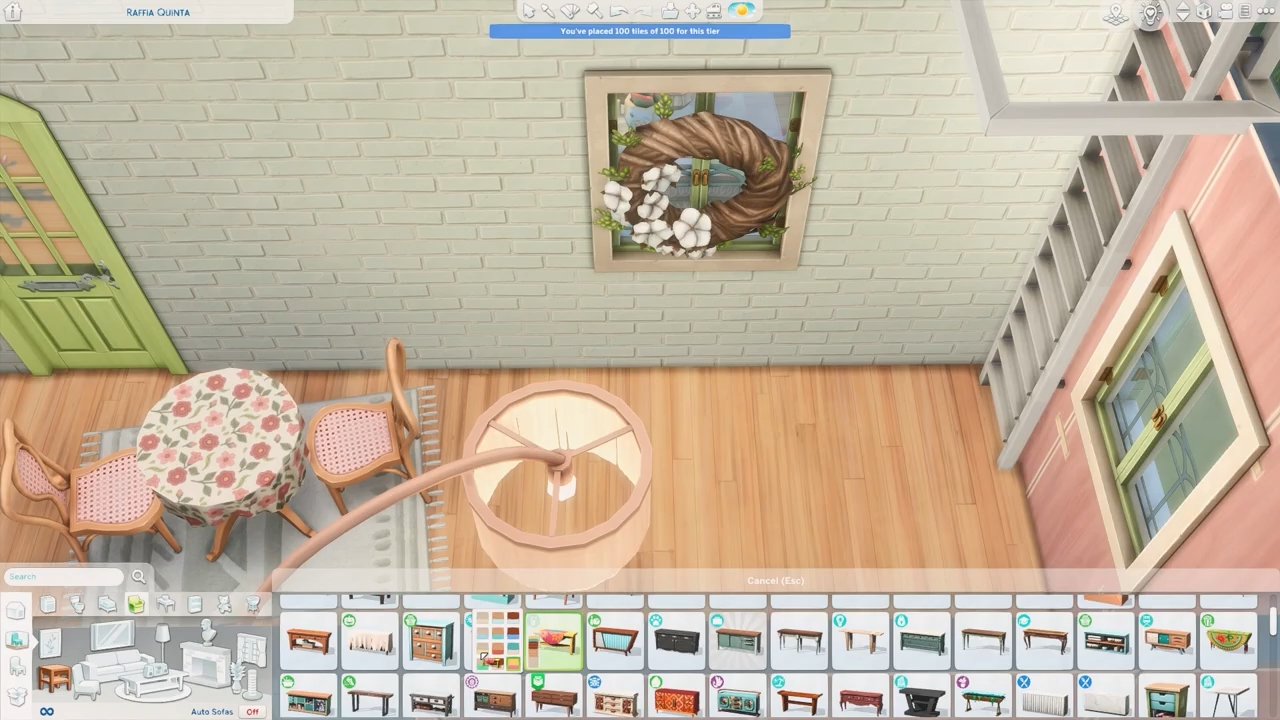 RAFFIA QUINTA
You've placed 100 tiles of 100 for this tier
Cancel (Esc)
Search
Auto Sofas Off